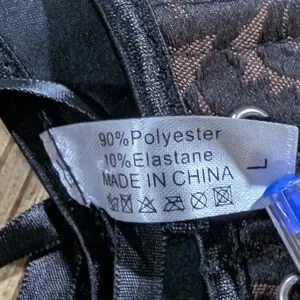 90%Polyester
10%Elastane
MADE IN CHINA
L